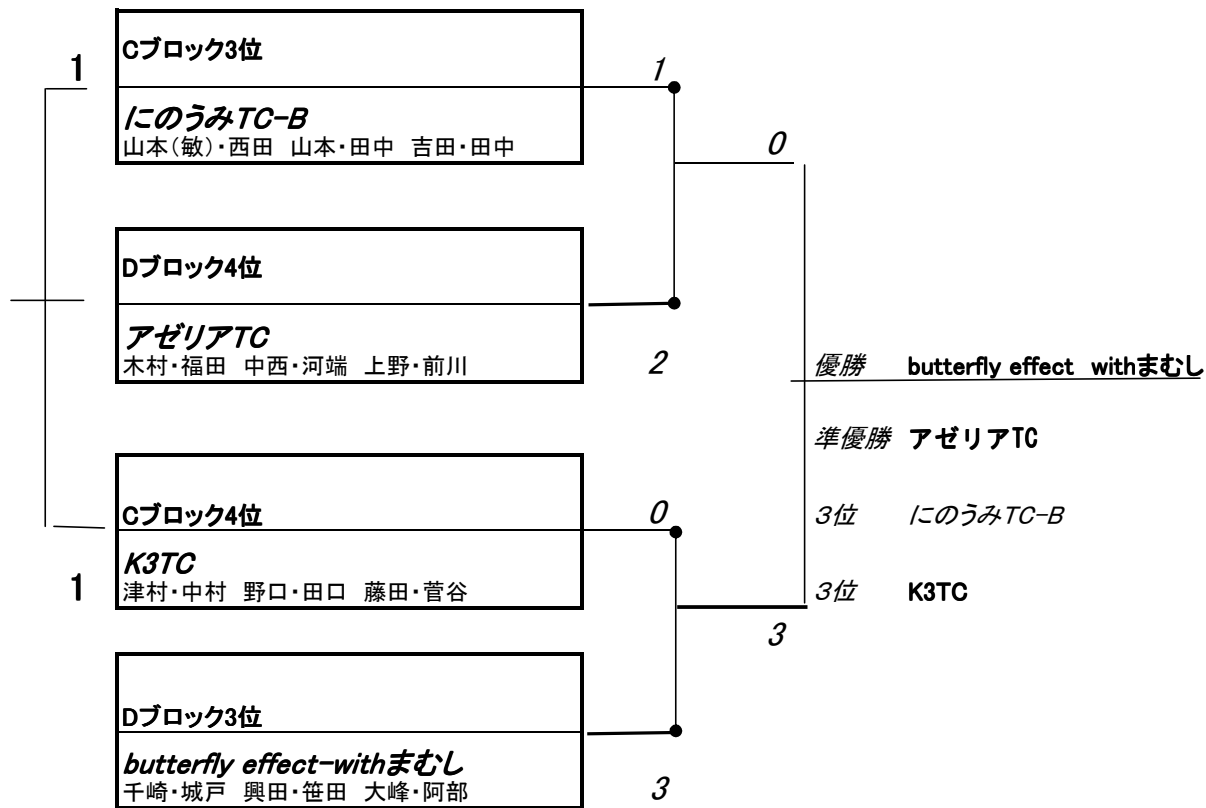 Cブロック3位
1
1
にのうみTC-B
山本(敏)・西田 山本・田中 吉田・田中
0
Dブロック4位
アゼリアTC
木村・福田 中西・河端 上野・前川
2
優勝 butterfly effect withまむし
準優勝 アゼリアTC
Cブロック4位
0
3位 にのうみTC-B
K3TC
津村・中村 野口・田口 藤田・菅谷
1
3位 K3TC
3
Dブロック3位
butterfly effect-withまむし
千崎・城戸 興田・笹田 大峰・阿部
3